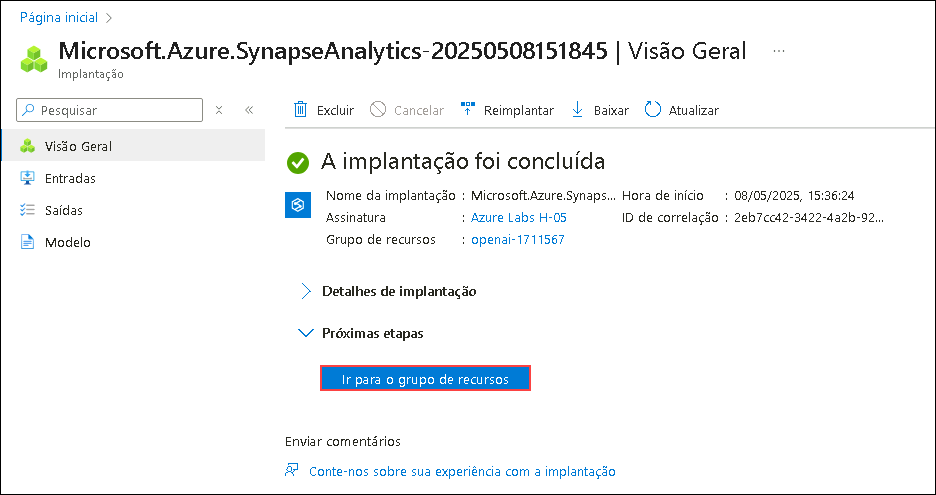 Página inicial
Microsoft.Azure.SynapseAnalytics-20250508151845 | Visão Geral ...
Implantação
Pesquisar
Excluir Cancelar Reimplantar Baixar Atualizar
Visão Geral
Entradas
Saídas
Modelo
A implantação foi concluída
Nome da implantação : Microsoft.Azure.Synaps... Hora de início : 08/05/2025, 15:36:24
Assinatura : Azure Labs H-05 ID de correlação : 2eb7cc42-3422-4a2b-92...
Grupo de recursos : openai-1711567
Detalhes de implantação
Próximas etapas
Ir para o grupo de recursos
Enviar comentários
Conte-nos sobre sua experiência com a implantação